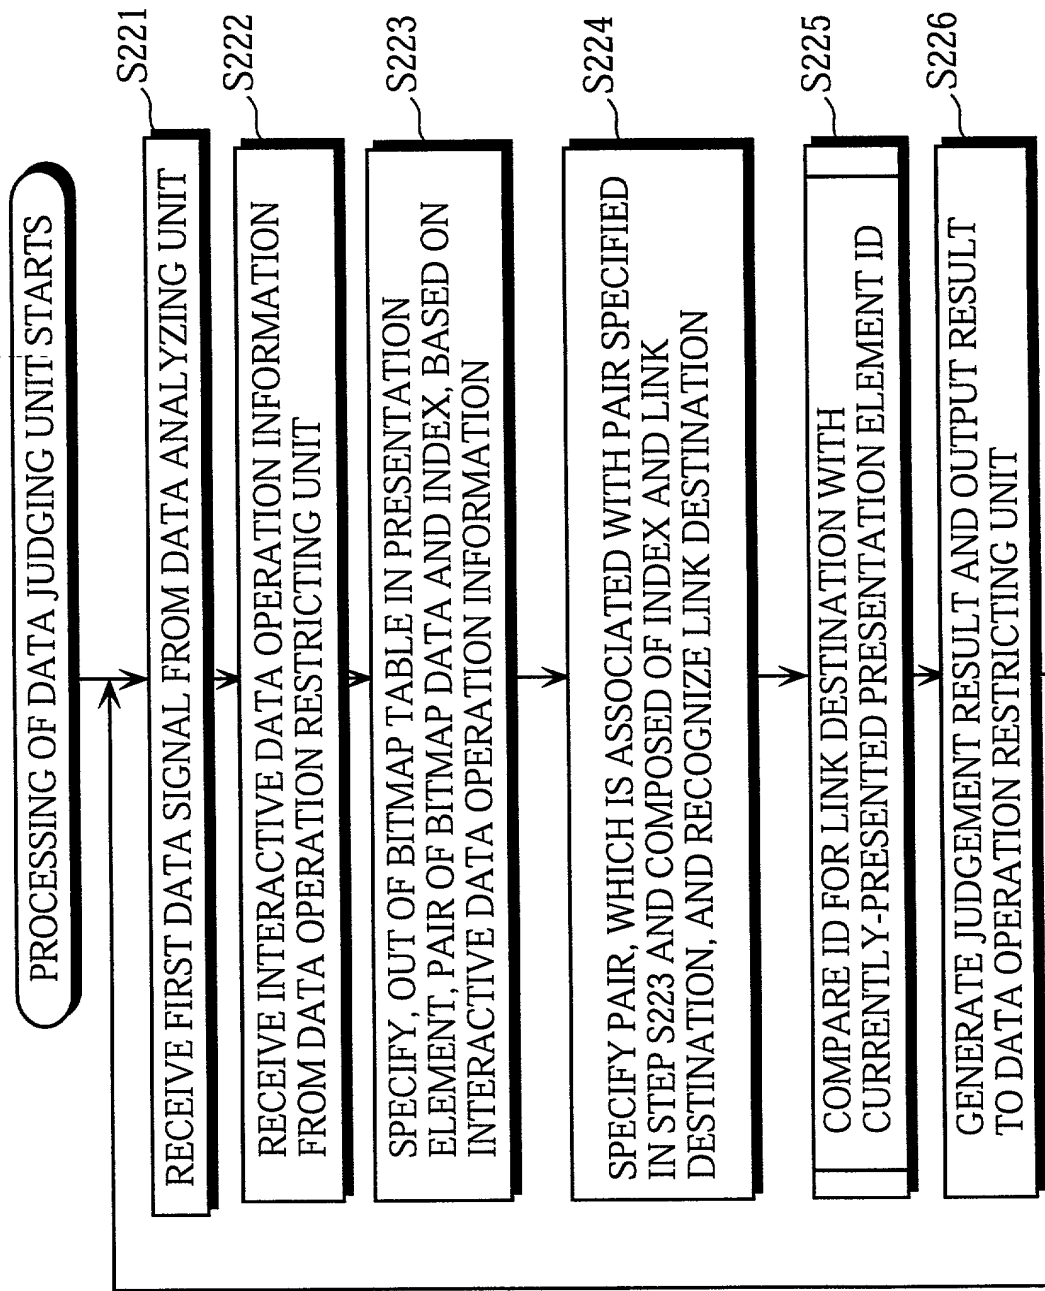 PROCESSING OF DATA JUDGING UNIT STARTS
S221
RECEIVE FIRST DATA SIGNAL FROM DATA ANALYZING UNIT
S222
RECEIVE INTERACTIVE DATA OPERATION INFORMATION
FROM DATA OPERATION RESTRICTING UNIT
S223
SPECIFY, OUT OF BITMAP TABLE IN PRESENTATION
ELEMENT, PAIR OF BITMAP DATA AND INDEX, BASED ON
INTERACTIVE DATA OPERATION INFORMATION
S224
SPECIFY PAIR, WHICH IS ASSOCIATED WITH PAIR SPECIFIED
IN STEP S223 AND COMPOSED OF INDEX AND LINK
DESTINATION, AND RECOGNIZE LINK DESTINATION
S225
COMPARE ID FOR LINK DESTINATION WITH
CURRENTLY-PRESENTED PRESENTATION ELEMENT ID
S226
GENERATE JUDGEMENT RESULT AND OUTPUT RESULT
TO DATA OPERATION RESTRICTING UNIT